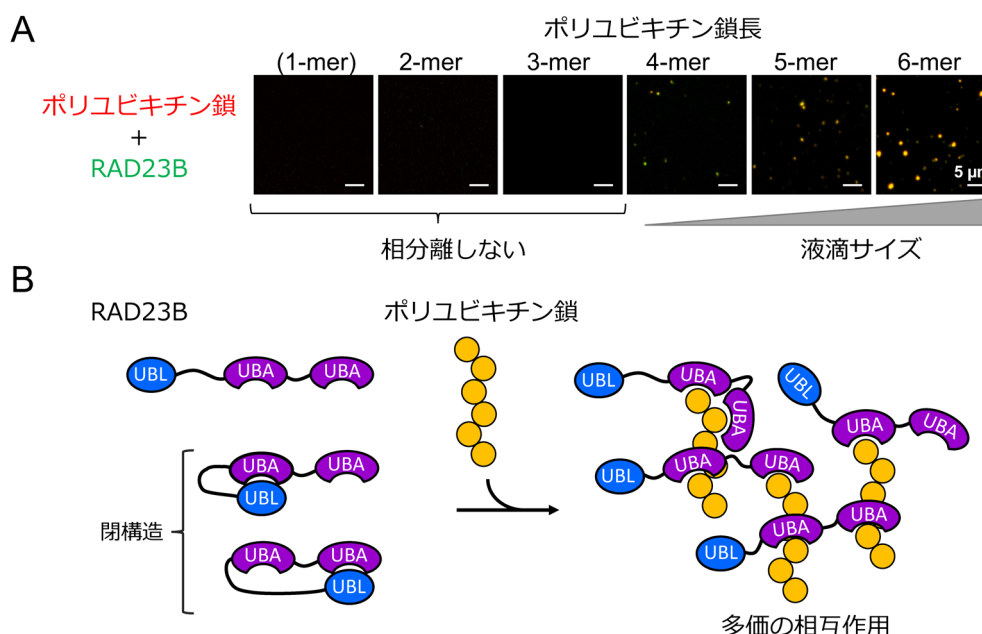 A
ポリユビキチン鎖長
(1-mer) 2-mer 3-mer 4-mer 5-mer 6-mer
ポリユビキチン鎖
+
RAD23B
5 μm
相分離しない
液滴サイズ
B
RAD23B
ポリユビキチン鎖
UBL UBA UBA
UBA UBA
UBL
閉構造
UBA UBA
UBL
UBL UBA UBA
UBL UBA UBA
UBL UBA UBA
UBL UBA UBA
多価の相互作用